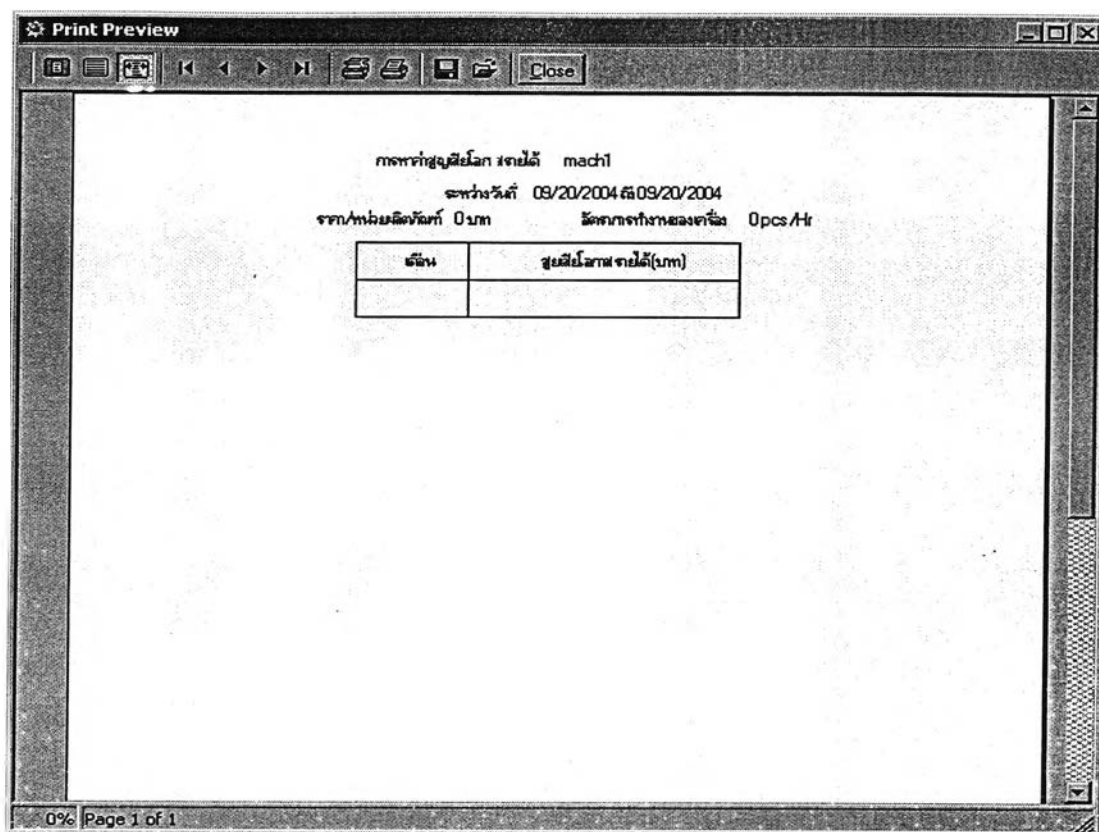 Print Preview
Close
การหาค่าสูญเสียโอกาสรายได้ mach1
ระหว่างวันที่ 09/20/2004 ถึง 09/20/2004
ราคา/หน่วยผลิตภัณฑ์ 0 บาท อัตราการทำงานของเครื่อง 0 pcs/Hr
เดือน สูยเสียโอกาสรายได้(บาท)
0% Page 1 of 1